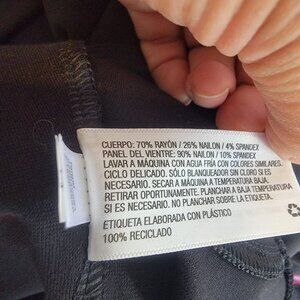 CUERPO: 70% RAYÓN / 26% NAILON / 4% SPANDEX
PANEL DEL VIENTRE: 90% NAILON / 10% SPANDEX
LAVAR A MÁQUINA CON AGUA FRÍA CON COLORES SIMILARES.
CICLO DELICADO. SÓLO BLANQUEADOR SIN CLORO SI ES
NECESARIO. SECAR A MÁQUINA A TEMPERATURA BAJA.
RETIRAR OPORTUNAMENTE. PLANCHAR A BAJA TEMPERATURA
SI ES NECESARIO. NO PLANCHAR SOBRE LA TELA
ETIQUETA ELABORADA CON PLÁSTICO
100% RECICLADO